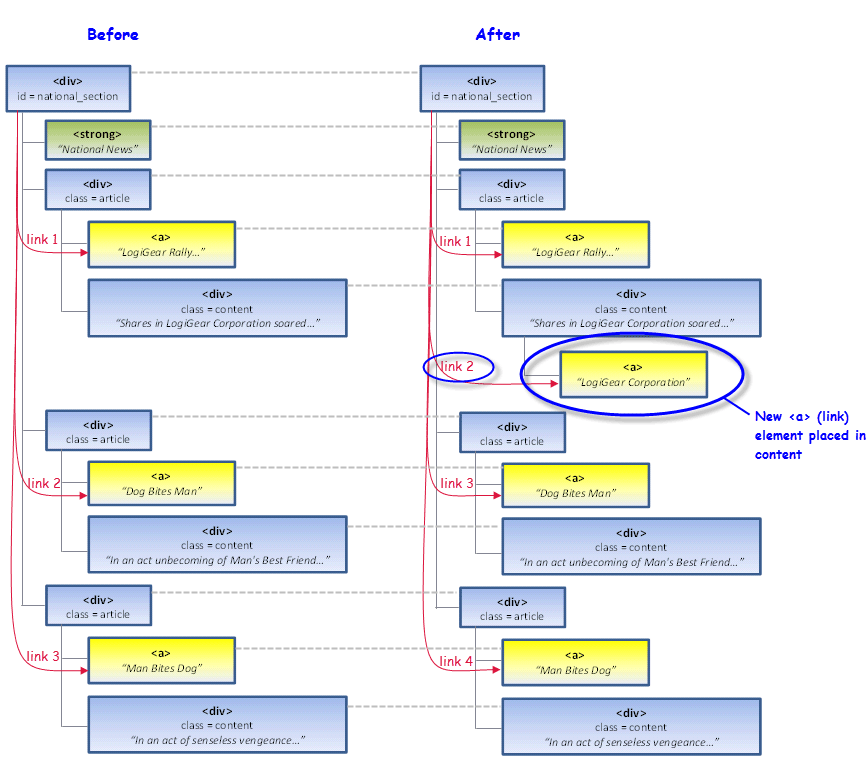 Before
After
<div>
id = national_section
<div>
id = national_section
<strong>
“National News”
<strong>
“National News”
<div>
class = article
<div>
class = article
link 1
<a>
“LogiGear Rally…”
link 1
<a>
“LogiGear Rally…”
<div>
class = content
“Shares in LogiGear Corporation soared…”
<div>
class = content
“Shares in LogiGear Corporation soared…”
link 2
<a>
“LogiGear Corporation”
New <a> (link)
element placed in
content
<div>
class = article
<div>
class = article
link 2
<a>
“Dog Bites Man”
link 3
<a>
“Dog Bites Man”
<div>
class = content
“In an act unbecoming of Man's Best Friend…”
<div>
class = content
“In an act unbecoming of Man's Best Friend…”
<div>
class = article
<div>
class = article
link 3
<a>
“Man Bites Dog”
link 4
<a>
“Man Bites Dog”
<div>
class = content
“In an act of senseless vengeance…”
<div>
class = content
“In an act of senseless vengeance…”